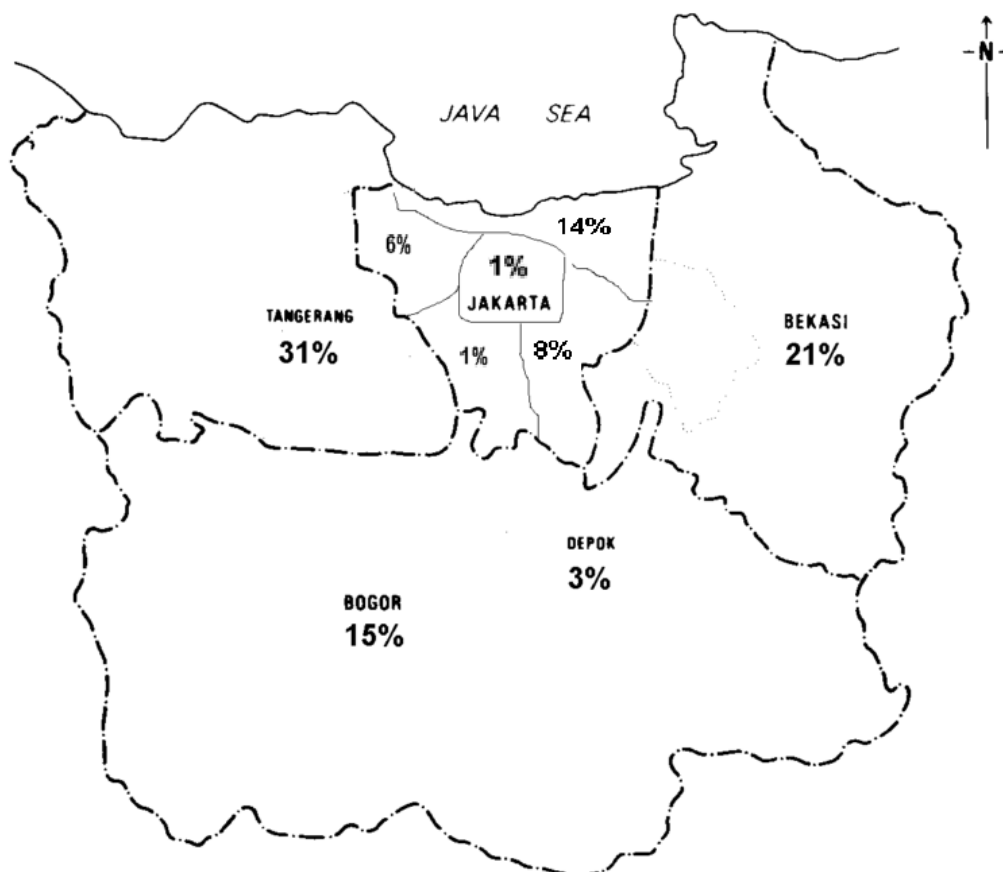 N
JAVA SEA
14%
6%
1%
JAKARTA
TANGERANG
31%
BEKASI
21%
1%
8%
DEPOK
3%
BOGOR
15%